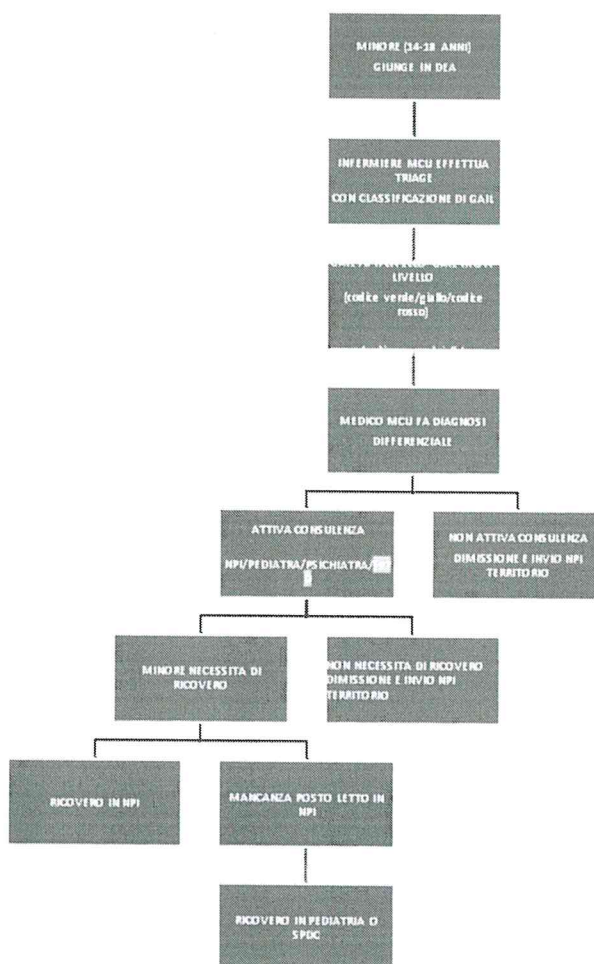 MINORE (14-18 ANNI)
GIUNGE IN DEA
INFERMIERE MCU EFFETTUA
TRIAGE
CON CLASSIFICAZIONE DI GAIL
LIVELLO
(codice verde/giallo/codice
rosso)
MEDICO MCU FA DIAGNOSI
DIFFERENZIALE
ATTIVA CONSULENZA
NPI/PEDIATRA/PSICHIATRA/
NON ATTIVA CONSULENZA
DIMISSIONE E INVIO NPI
TERRITORIO
MINORE NECESSITA DI
RICOVERO
NON NECESSITA DI RICOVERO
DIMISSIONE E INVIO NPI
TERRITORIO
RICOVERO IN NPI
MANCANZA POSTO LETTO IN
NPI
RICOVERO IN PEDIATRIA O
SPDC